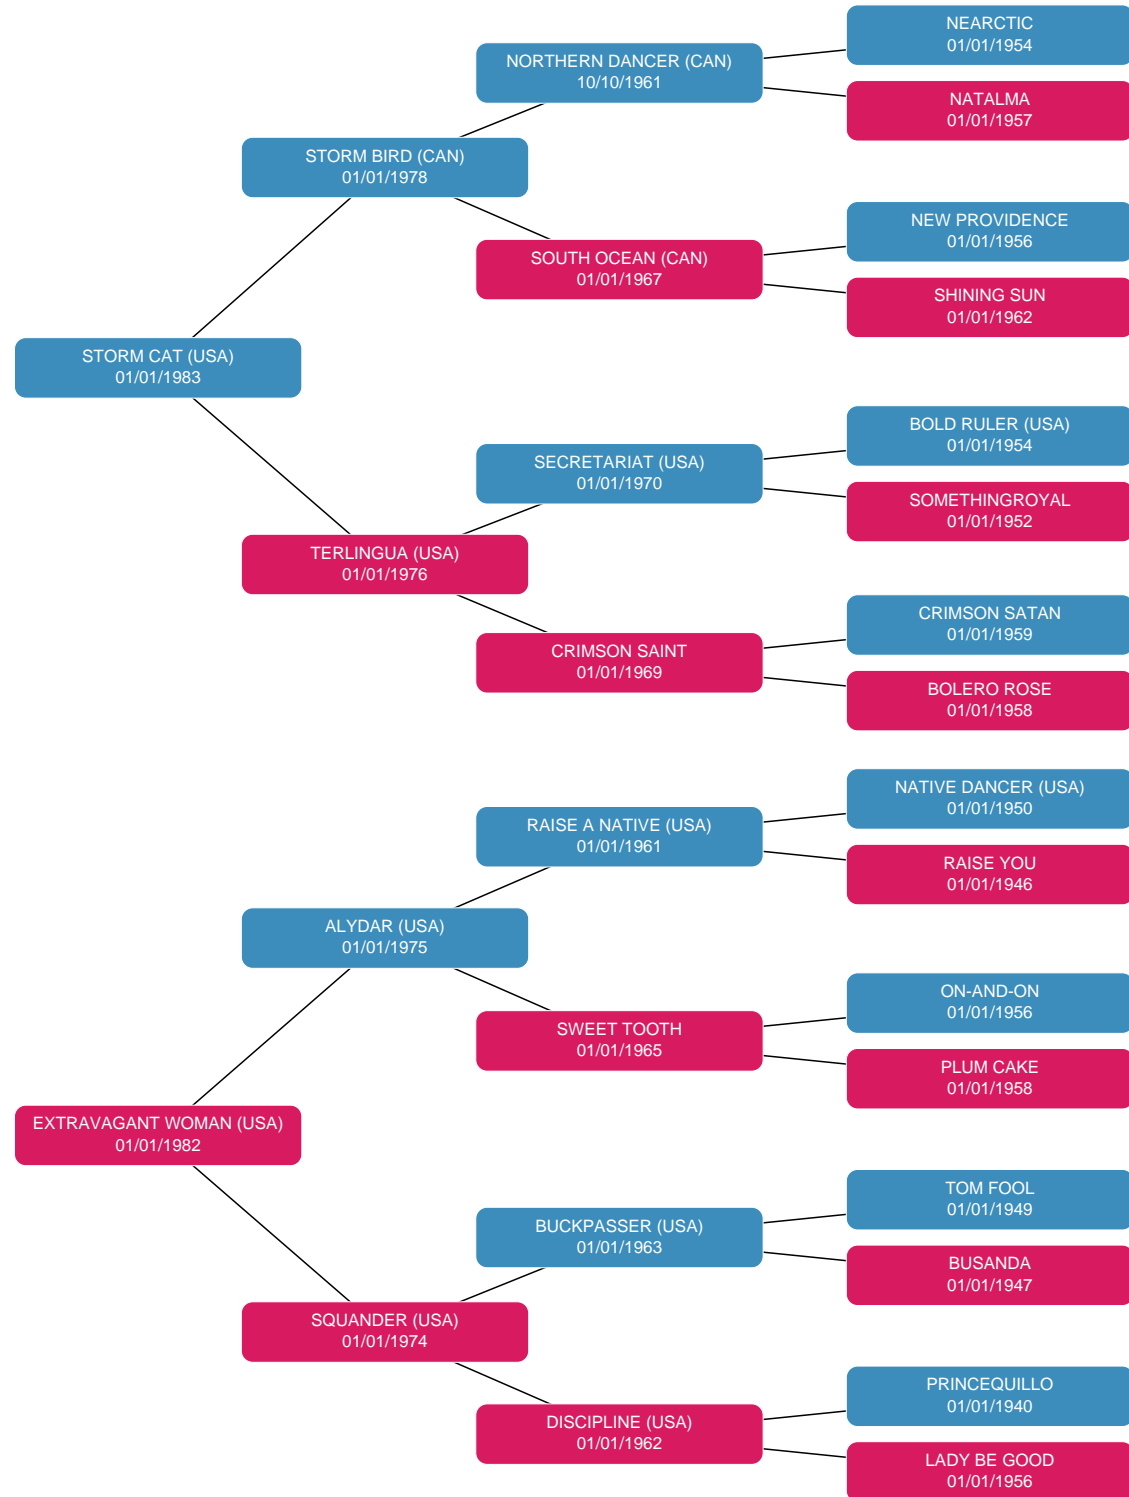 NEARCTIC
01/01/1954
NORTHERN DANCER (CAN)
10/10/1961
NATALMA
01/01/1957
STORM BIRD (CAN)
01/01/1978
NEW PROVIDENCE
01/01/1956
SOUTH OCEAN (CAN)
01/01/1967
SHINING SUN
01/01/1962
STORM CAT (USA)
01/01/1983
BOLD RULER (USA)
01/01/1954
SECRETARIAT (USA)
01/01/1970
SOMETHINGROYAL
01/01/1952
TERLINGUA (USA)
01/01/1976
CRIMSON SATAN
01/01/1959
CRIMSON SAINT
01/01/1969
BOLERO ROSE
01/01/1958
NATIVE DANCER (USA)
01/01/1950
RAISE A NATIVE (USA)
01/01/1961
RAISE YOU
01/01/1946
ALYDAR (USA)
01/01/1975
ON-AND-ON
01/01/1956
SWEET TOOTH
01/01/1965
PLUM CAKE
01/01/1958
EXTRAVAGANT WOMAN (USA)
01/01/1982
TOM FOOL
01/01/1949
BUCKPASSER (USA)
01/01/1963
BUSANDA
01/01/1947
SQUANDER (USA)
01/01/1974
PRINCEQUILLO
01/01/1940
DISCIPLINE (USA)
01/01/1962
LADY BE GOOD
01/01/1956